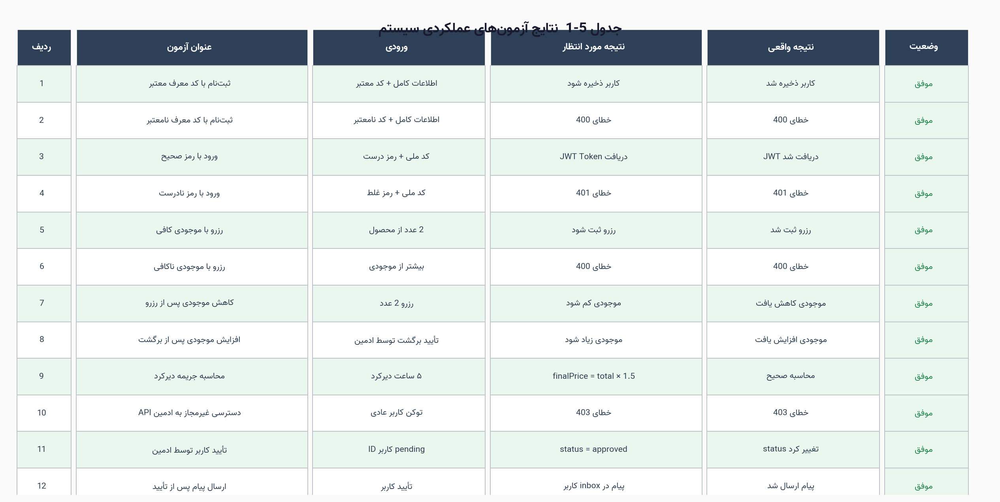 جدول 5-1 نتایج آزمون‌های عملکردی سیستم
ردیف عنوان آزمون ورودی نتیجه مورد انتظار نتیجه واقعی وضعیت
1 ثبت‌نام با کد معرف معتبر اطلاعات کامل + کد معتبر کاربر ذخیره شود کاربر ذخیره شد موفق
2 ثبت‌نام با کد معرف نامعتبر اطلاعات کامل + کد نامعتبر خطای 400 خطای 400 موفق
3 ورود با رمز صحیح کد ملی + رمز درست دریافت JWT Token دریافت شد JWT موفق
4 ورود با رمز نادرست کد ملی + رمز غلط خطای 401 خطای 401 موفق
5 رزرو با موجودی کافی 2 عدد از محصول رزرو ثبت شود رزرو ثبت شد موفق
6 رزرو با موجودی ناکافی بیشتر از موجودی خطای 400 خطای 400 موفق
7 کاهش موجودی پس از رزرو رزرو 2 عدد موجودی کم شود موجودی کاهش یافت موفق
8 افزایش موجودی پس از برگشت تأیید برگشت توسط ادمین موجودی زیاد شود موجودی افزایش یافت موفق
9 محاسبه جریمه دیرکرد ۵ ساعت دیرکرد finalPrice = total × 1.5 محاسبه صحیح موفق
10 دسترسی غیرمجاز به ادمین API توکن کاربر عادی خطای 403 خطای 403 موفق
11 تأیید کاربر توسط ادمین pending کاربر ID status = approved تغییر کرد status موفق
12 ارسال پیام پس از تأیید تأیید کاربر پیام در inbox کاربر پیام ارسال شد موفق